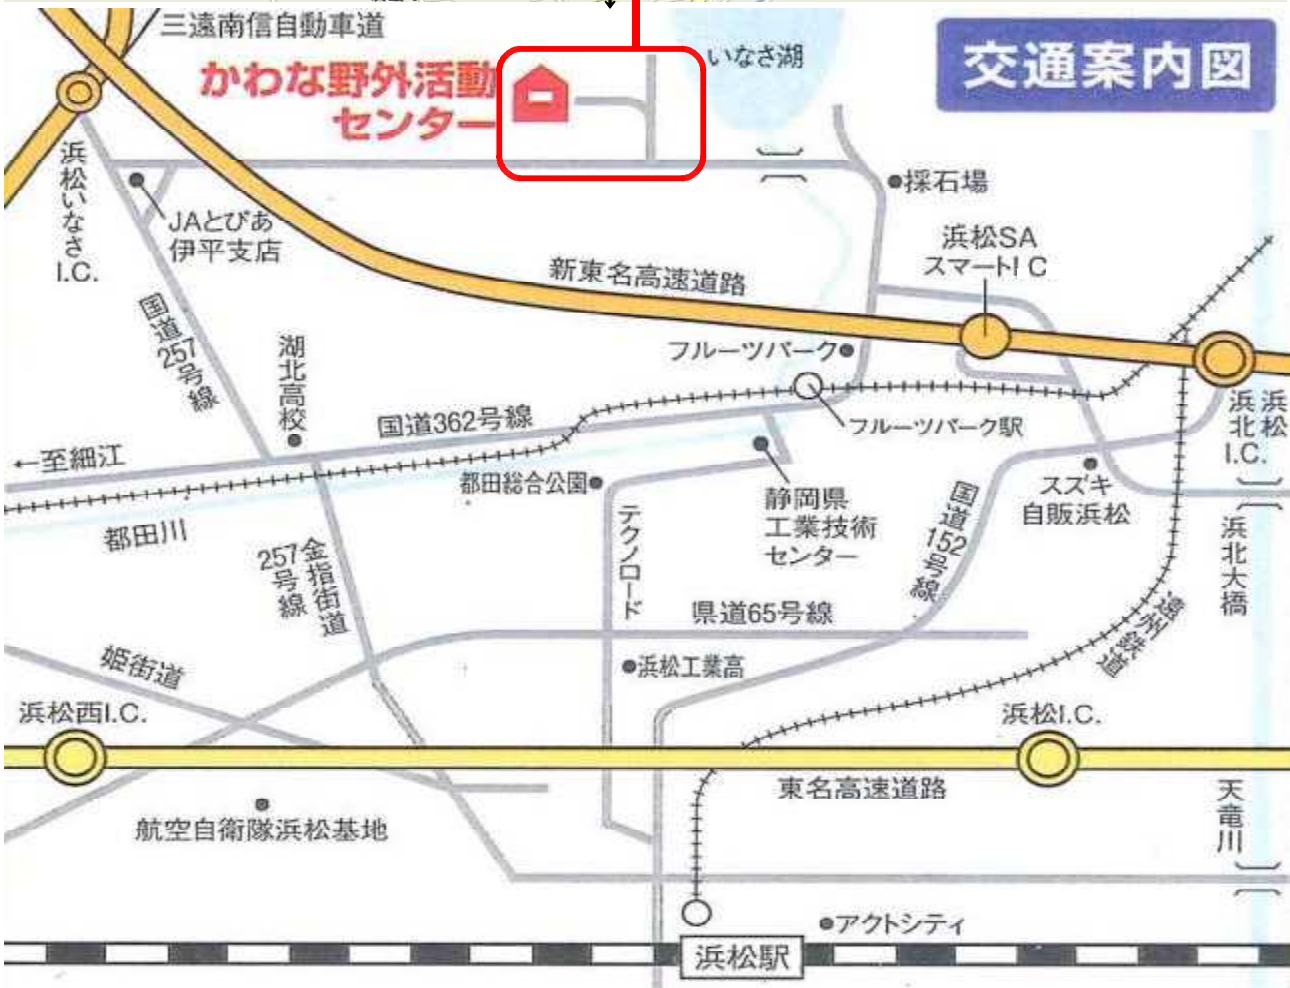 三遠南信自動車道
かわな野外活動
センター
いなさ湖
交通案内図
浜松いなさ
I.C.
JAとぴあ
伊平支店
採石場
浜松SA
スマートI C
新東名高速道路
国道257号線
湖北高校
フルーツパーク
国道362号線
フルーツパーク駅
浜松
浜北
I.C.
←至細江
都田総合公園
静岡県
工業技術
センター
スズキ
自販浜松
国道152号線
都田川
テクノロード
浜北大橋
金指街道
257号線
県道65号線
遠州鉄道
姫街道
浜松工業高
浜松西I.C.
浜松I.C.
東名高速道路
天竜川
航空自衛隊浜松基地
アクトシティ
浜松駅